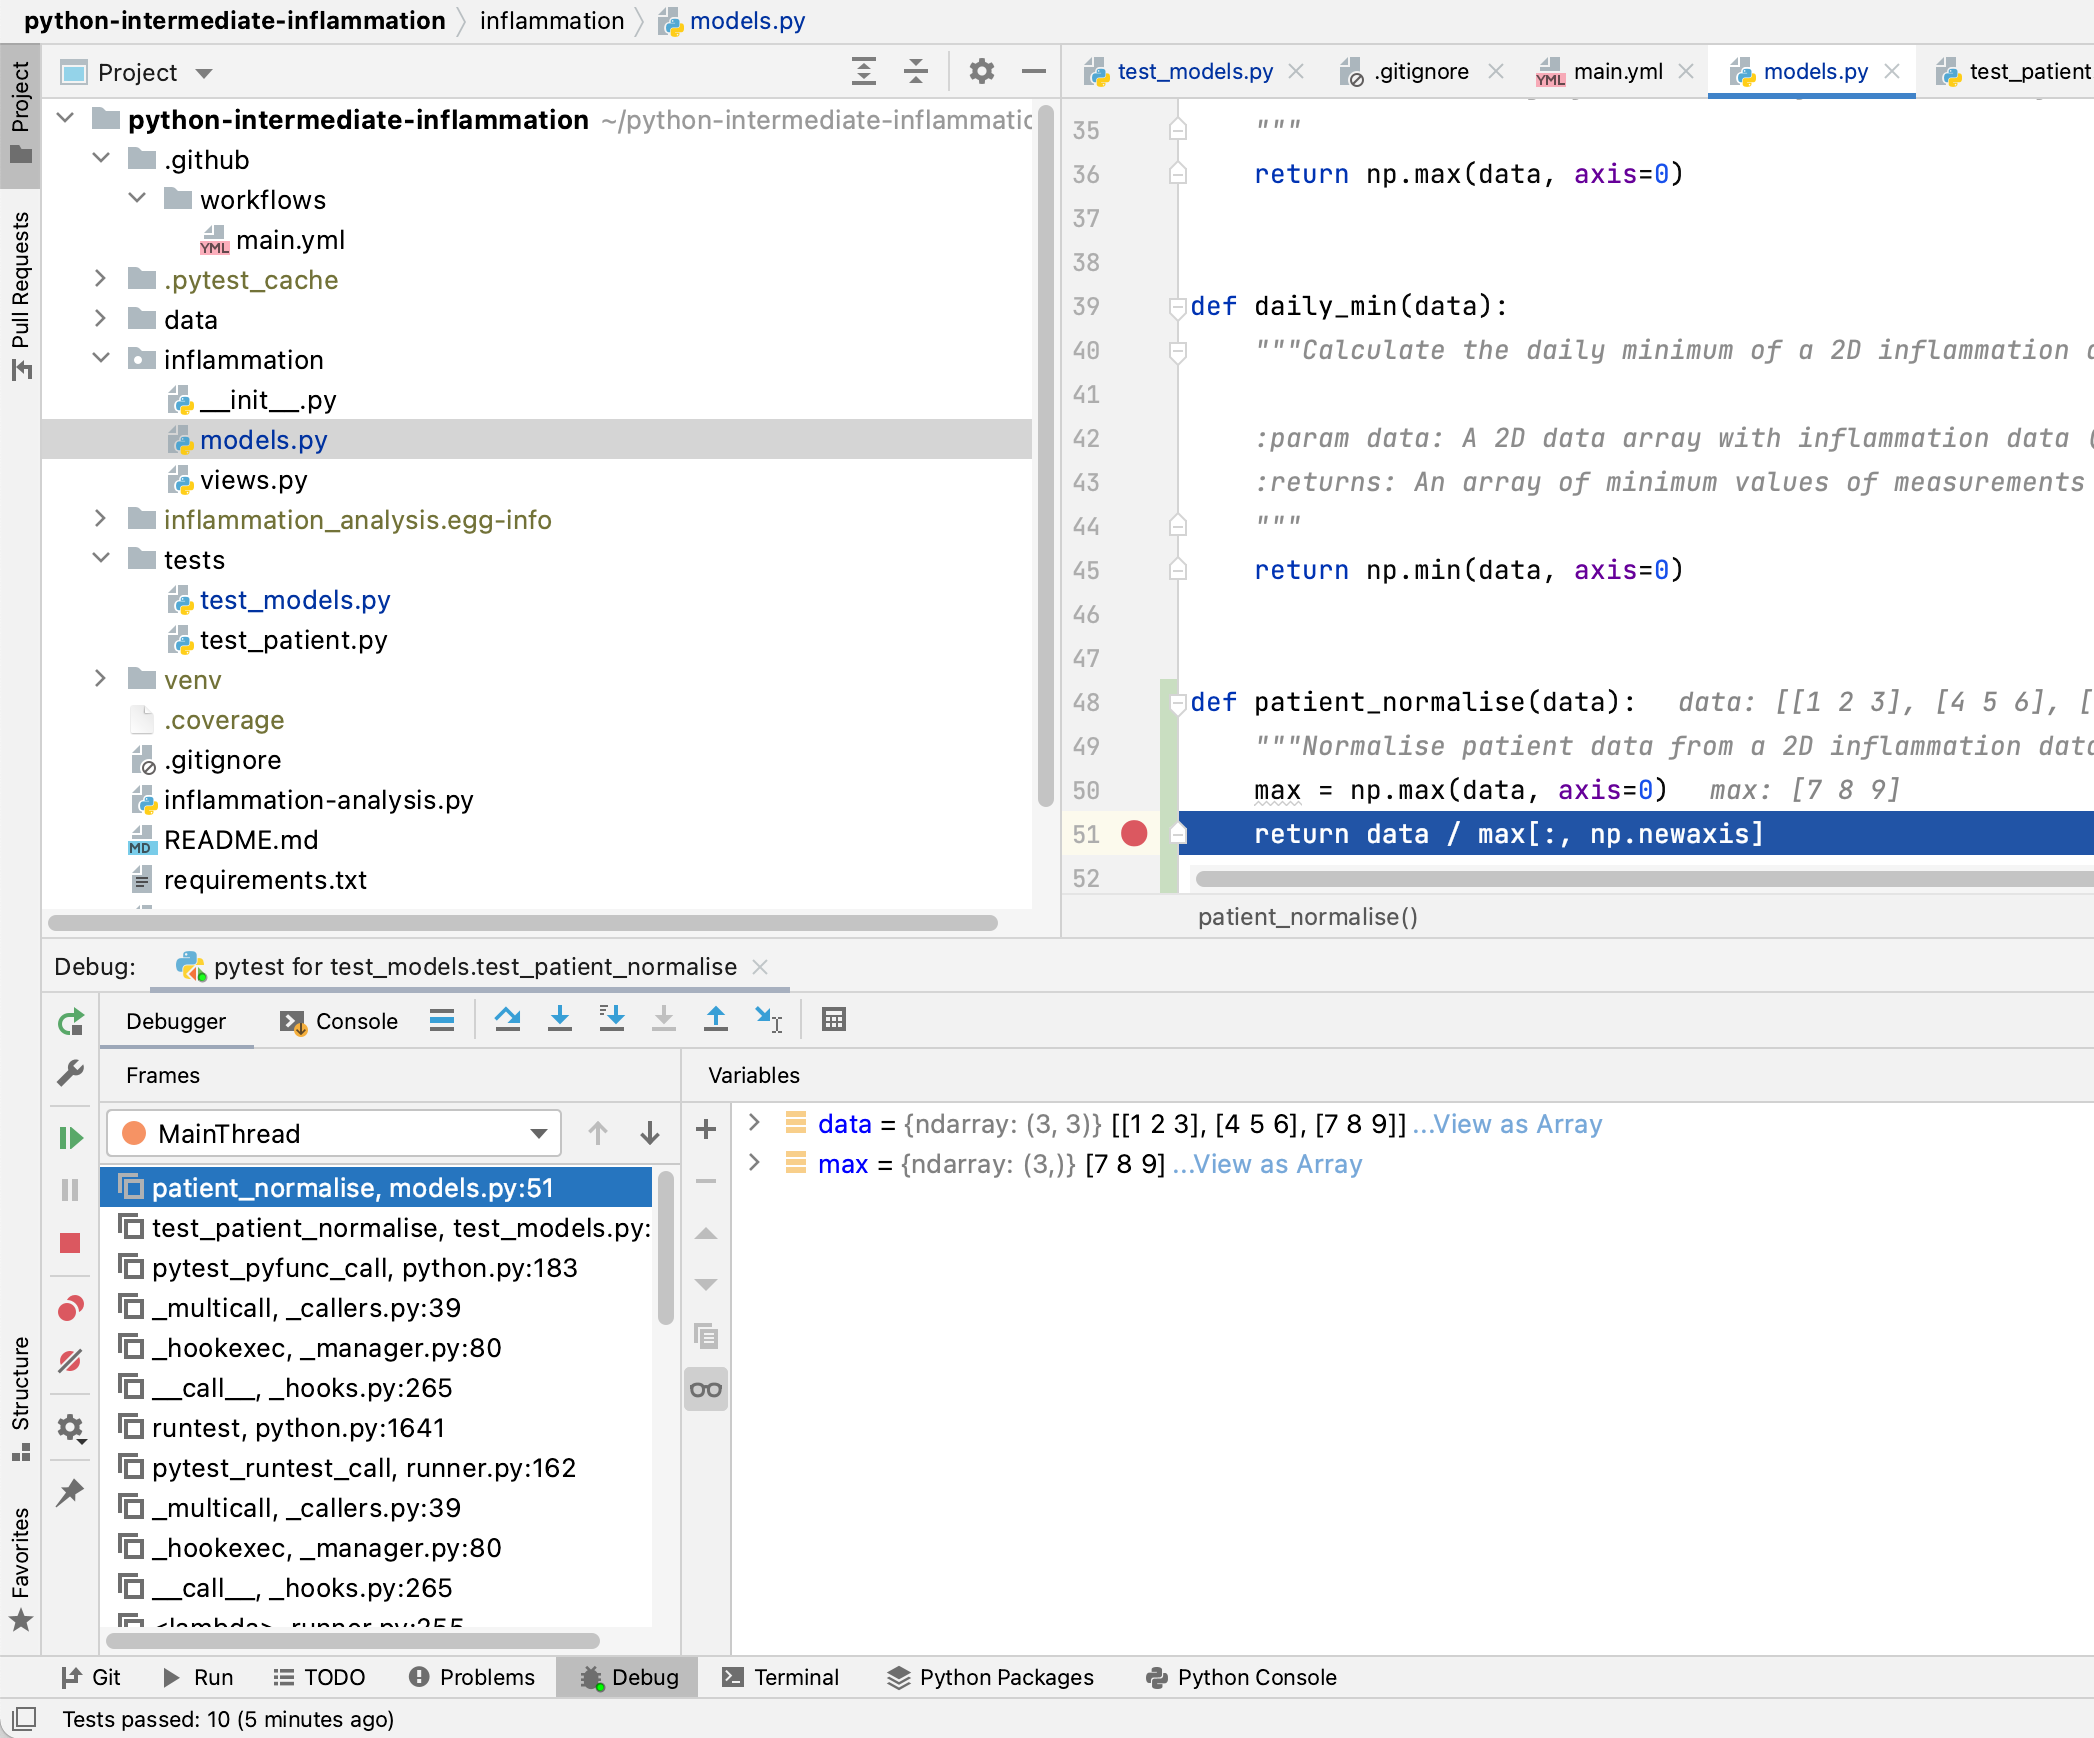 python-intermediate-inflammation inflammation models.py
Project
Project
Pull Requests
Structure
Favorites
python-intermediate-inflammation ~/python-intermediate-inflammatic
.github
workflows
YML main.yml
.pytest_cache
data
inflammation
__init__.py
models.py
views.py
inflammation_analysis.egg-info
tests
test_models.py
test_patient.py
venv
.coverage
.gitignore
inflammation-analysis.py
MD README.md
requirements.txt
test_models.py .gitignore YML main.yml models.py test_patient
35 """
36 return np.max(data, axis=0)
37
38
39 def daily_min(data):
40 """Calculate the daily minimum of a 2D inflammation
41
42 :param data: A 2D data array with inflammation data (
43 :returns: An array of minimum values of measurements
44 """
45 return np.min(data, axis=0)
46
47
48 def patient_normalise(data): data: [[1 2 3], [4 5 6], [
49 """Normalise patient data from a 2D inflammation data
50 max = np.max(data, axis=0) max: [7 8 9]
51 return data / max[:, np.newaxis]
52
patient_normalise()
Debug: pytest for test_models.test_patient_normalise
Debugger Console
Frames
MainThread
patient_normalise, models.py:51
test_patient_normalise, test_models.py:
pytest_pyfunc_call, python.py:183
_multicall, _callers.py:39
_hookexec, _manager.py:80
__call__, _hooks.py:265
runtest, python.py:1641
pytest_runtest_call, runner.py:162
_multicall, _callers.py:39
_hookexec, _manager.py:80
__call__, _hooks.py:265
<lambda>, runner.py:255
Variables
data = {ndarray: (3, 3)} [[1 2 3], [4 5 6], [7 8 9]] ...View as Array
max = {ndarray: (3,)} [7 8 9] ...View as Array
Git Run TODO Problems Debug Terminal Python Packages Python Console
Tests passed: 10 (5 minutes ago)